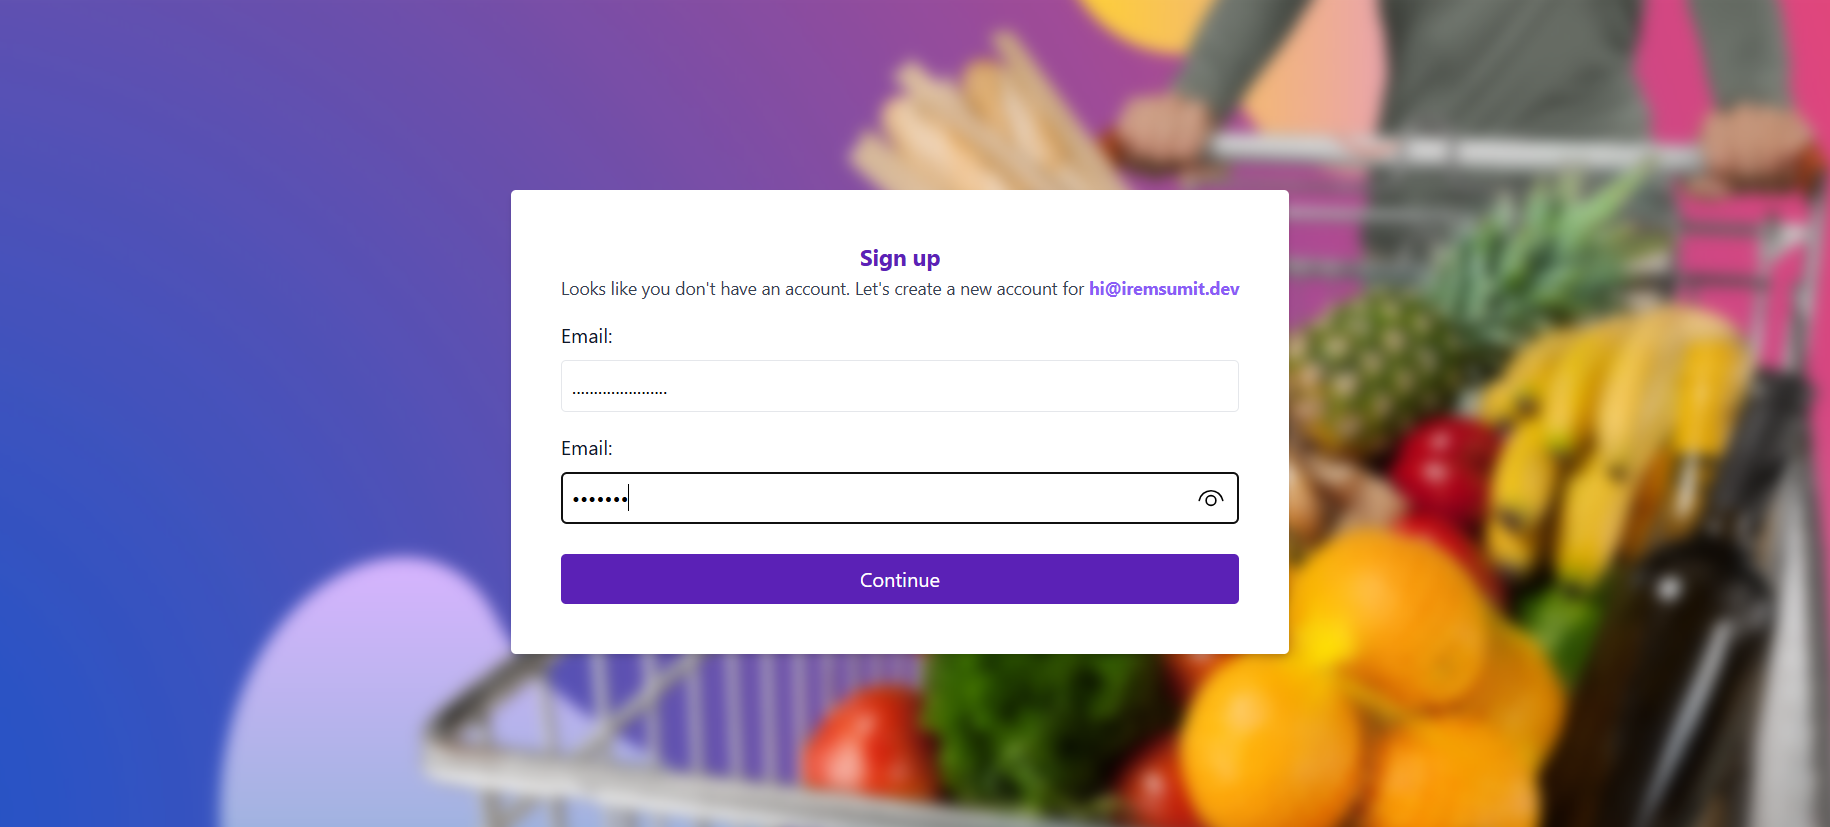 Sign up
Looks like you don't have an account. Let's create a new account for hi@iremsumit.dev
Email:
......................
Email:
•••••••
Continue